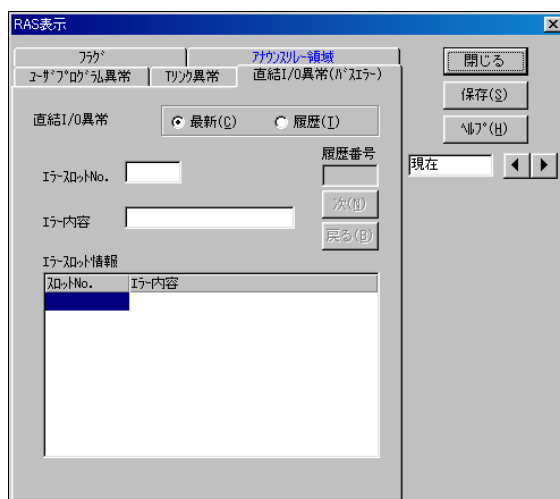 RAS表示
フラグ アナウンスリレー領域
ユーザプログラム異常 Tリンク異常 直結I/O異常(バスエラー)
閉じる
保存(S)
ヘルプ(H)
直結I/O異常 最新(C) 履歴(I)
履歴番号
現在
エラースロットNo.
次(N)
エラー内容
戻る(B)
エラースロット情報
スロットNo. エラー内容